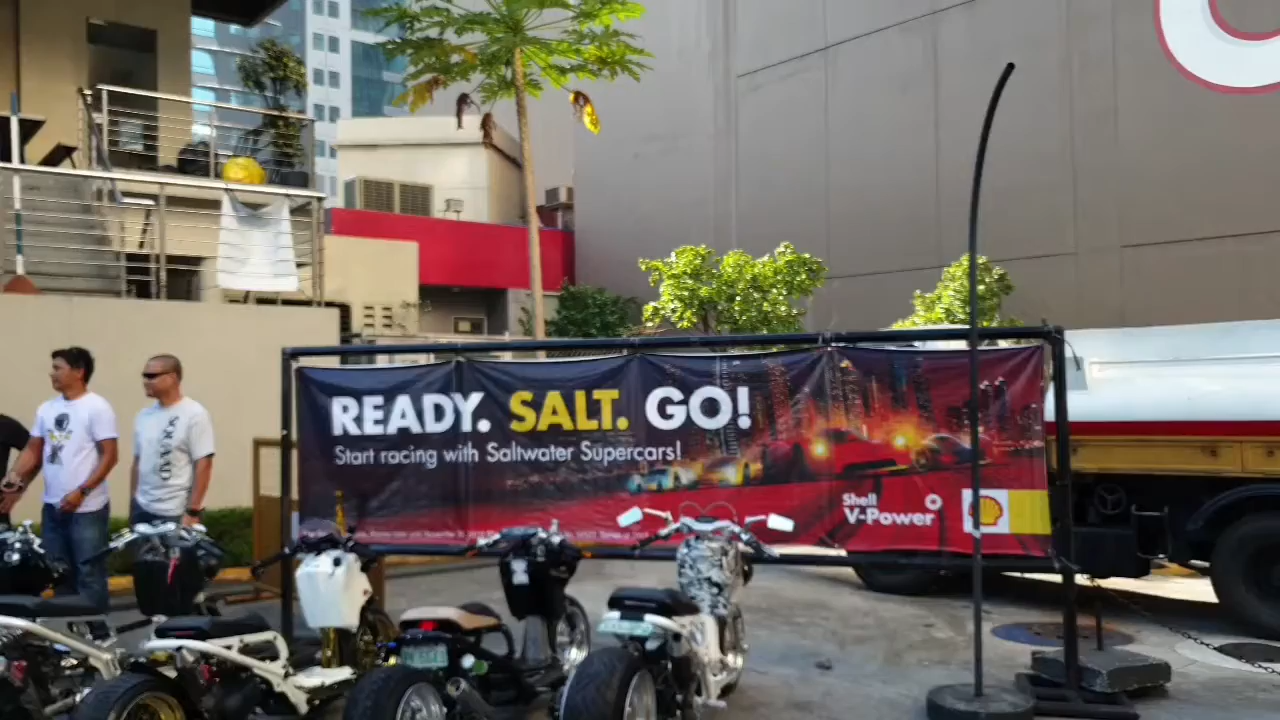 READY. SALT. GO!
Start racing with Saltwater Supercars!
Shell
V-Power